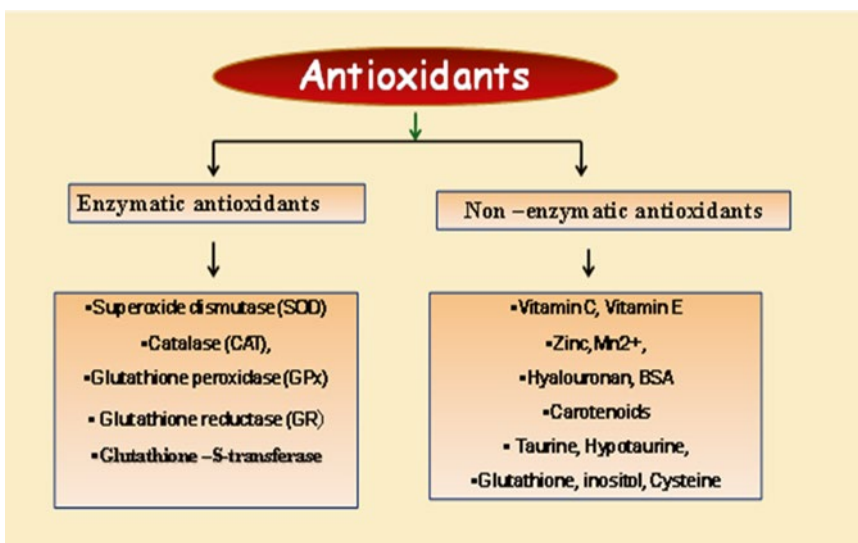 Antioxidants
Enzymatic antioxidants
▪Superoxide dismutase (SOD)
▪Catalase (CAT),
▪Glutathione peroxidase (GPx)
▪ Glutathione reductase (GR)
▪Glutathione –S-transferase
Non –enzymatic antioxidants
▪Vitamin C, Vitamin E
▪Zinc,Mn2+,
▪Hyalouronan, BSA
▪Carotenoids
▪ Taurine, Hypotaurine,
▪Glutathione, inositol, Cysteine